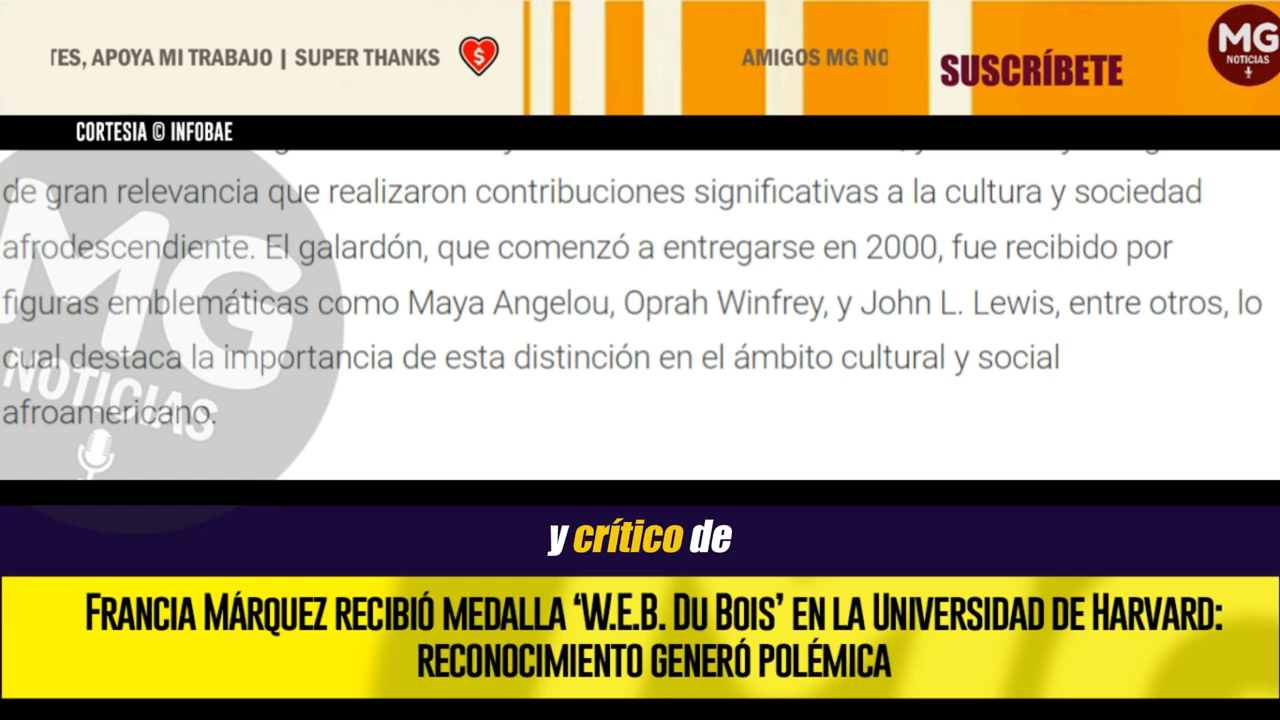 TES, APOYA MI TRABAJO | SUPER THANKS
$
AMIGOS MG NO
SUSCRÍBETE
MG
NOTICIAS
CORTESIA © INFOBAE
de gran relevancia que realizaron contribuciones significativas a la cultura y sociedad
afrodescendiente. El galardón, que comenzó a entregarse en 2000, fue recibido por
figuras emblemáticas como Maya Angelou, Oprah Winfrey, y John L. Lewis, entre otros, lo
cual destaca la importancia de esta distinción en el ámbito cultural y social
afroamericano.
MG
NOTICIAS
y crítico de
FRANCIA MÁRQUEZ RECIBIÓ MEDALLA ‘W.E.B. DU BOIS’ EN LA UNIVERSIDAD DE HARVARD:
RECONOCIMIENTO GENERÓ POLÉMICA